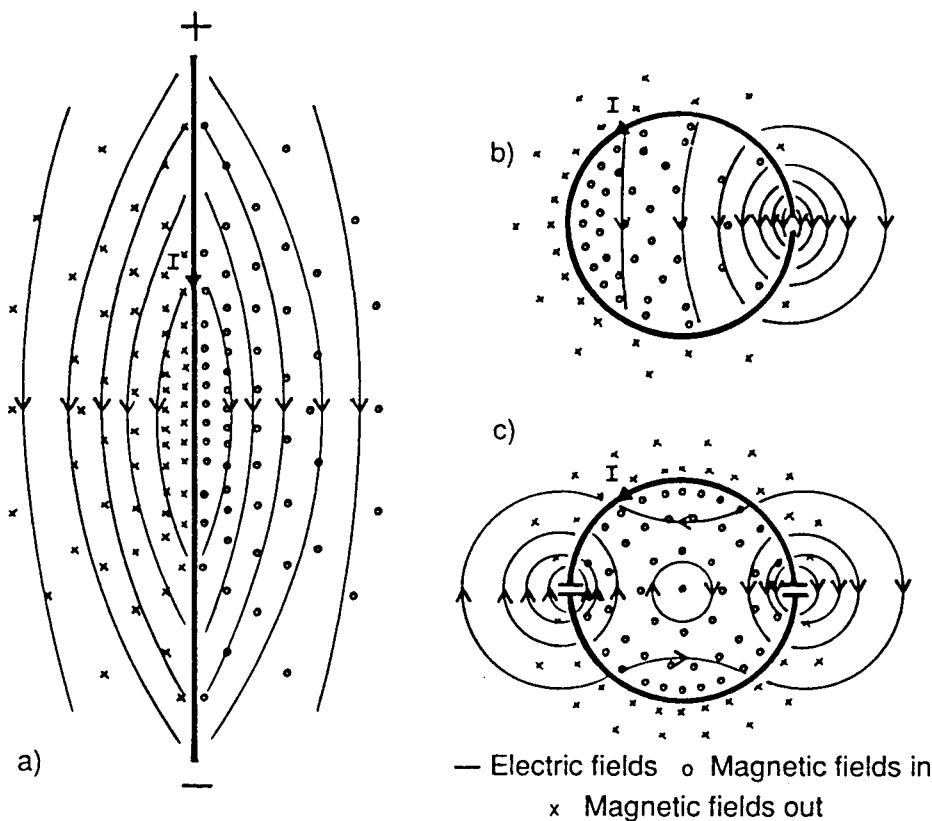 +
I
I
b)
I
c)
a)
−
— Electric fields o Magnetic fields in
x Magnetic fields out